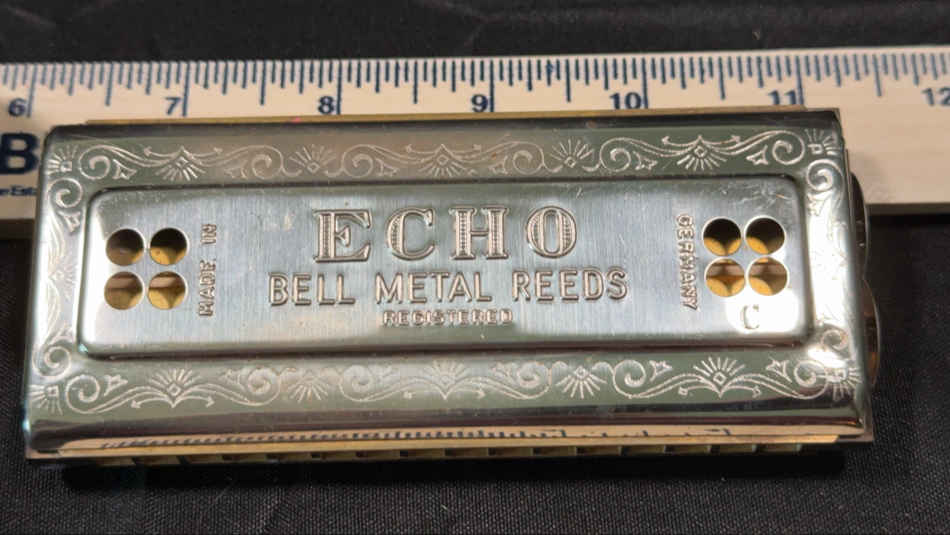 6 7 8 9 10 11 12
B
ECHO
MADE IN
GERMANY
BELL METAL REEDS
REGISTERED
C